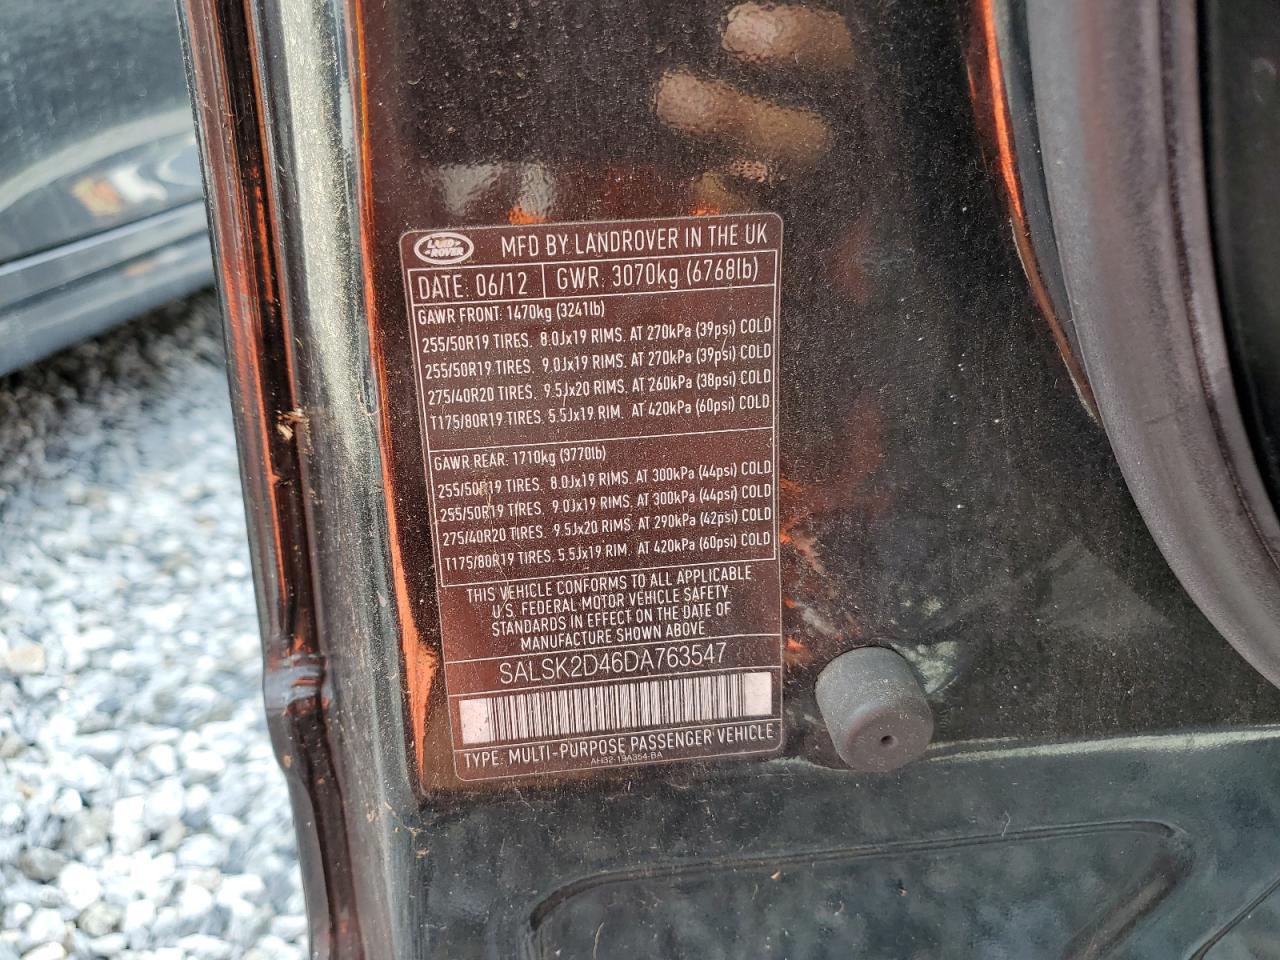 LAND ROVER
MFD BY LANDROVER IN THE UK
DATE: 06/12 GWR: 3070kg (6768lb)
GAWR FRONT: 1470kg (3241lb)
255/50R19 TIRES. 8.0Jx19 RIMS. AT 270kPa (39psi) COLD
255/50R19 TIRES. 9.0Jx19 RIMS. AT 270kPa (39psi) COLD
275/40R20 TIRES. 9.5Jx20 RIMS. AT 260kPa (38psi) COLD
T175/80R19 TIRES. 5.5Jx19 RIM. AT 420kPa (60psi) COLD
GAWR REAR: 1710kg (3770lb)
255/50R19 TIRES. 8.0Jx19 RIMS. AT 300kPa (44psi) COLD
255/50R19 TIRES. 9.0Jx19 RIMS. AT 300kPa (44psi) COLD
275/40R20 TIRES. 9.5Jx20 RIMS. AT 290kPa (42psi) COLD
T175/80R19 TIRES. 5.5Jx19 RIM. AT 420kPa (60psi) COLD
THIS VEHICLE CONFORMS TO ALL APPLICABLE
U.S. FEDERAL MOTOR VEHICLE SAFETY
STANDARDS IN EFFECT ON THE DATE OF
MANUFACTURE SHOWN ABOVE
SALSK2D46DA763547
TYPE: MULTI-PURPOSE PASSENGER VEHICLE
AH32-19A354-BA